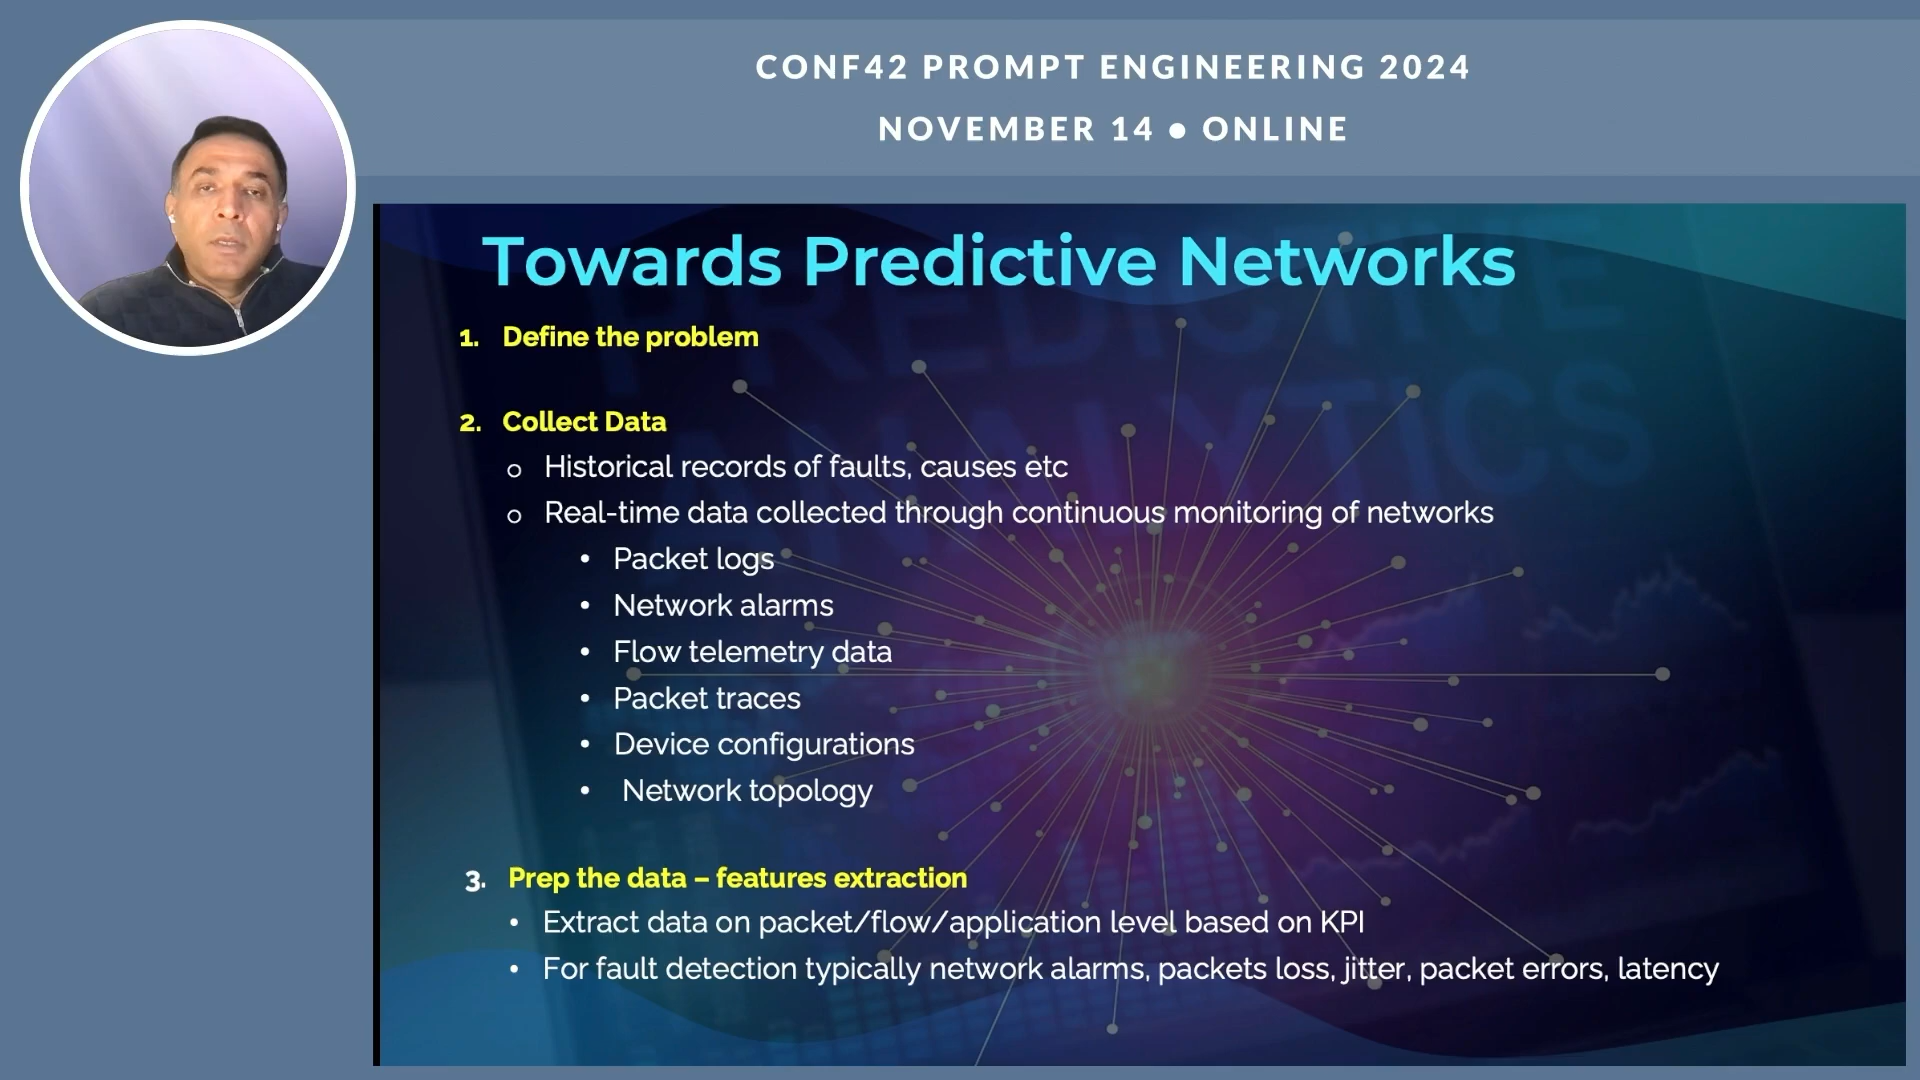 CONF42 PROMPT ENGINEERING 2024
NOVEMBER 14 ● ONLINE
Towards Predictive Networks
1. Define the problem
2. Collect Data
o Historical records of faults, causes etc
o Real-time data collected through continuous monitoring of networks
• Packet logs
• Network alarms
• Flow telemetry data
• Packet traces
• Device configurations
• Network topology
3. Prep the data – features extraction
• Extract data on packet/flow/application level based on KPI
• For fault detection typically network alarms, packets loss, jitter, packet errors, latency
PREDICTIVE
ANALYTICS